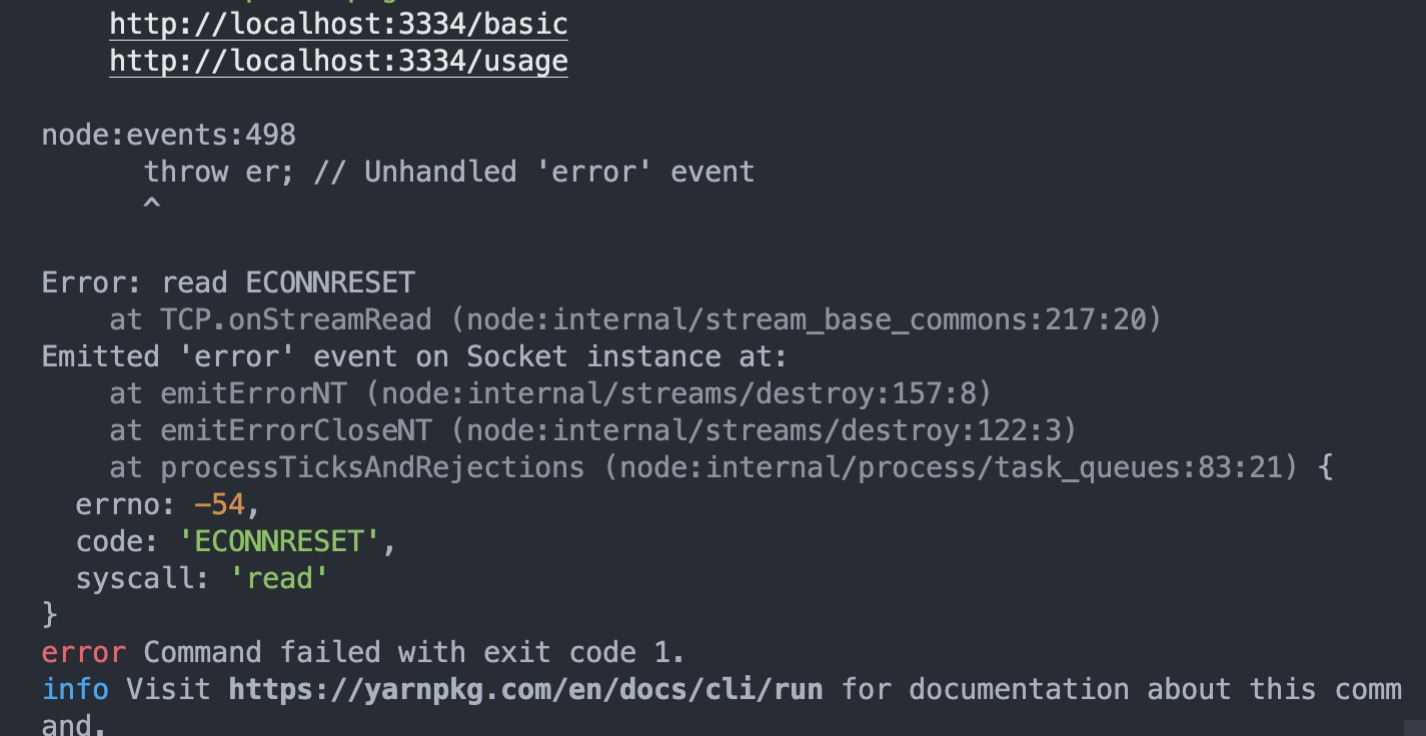 http://localhost:3334/basic
http://localhost:3334/usage
node:events:498
throw er; // Unhandled 'error' event
^
Error: read ECONNRESET
at TCP.onStreamRead (node:internal/stream_base_commons:217:20)
Emitted 'error' event on Socket instance at:
at emitErrorNT (node:internal/streams/destroy:157:8)
at emitErrorCloseNT (node:internal/streams/destroy:122:3)
at processTicksAndRejections (node:internal/process/task_queues:83:21) {
errno: -54,
code: 'ECONNRESET',
syscall: 'read'
}
error Command failed with exit code 1.
info Visit https://yarnpkg.com/en/docs/cli/run for documentation about this comm
and.